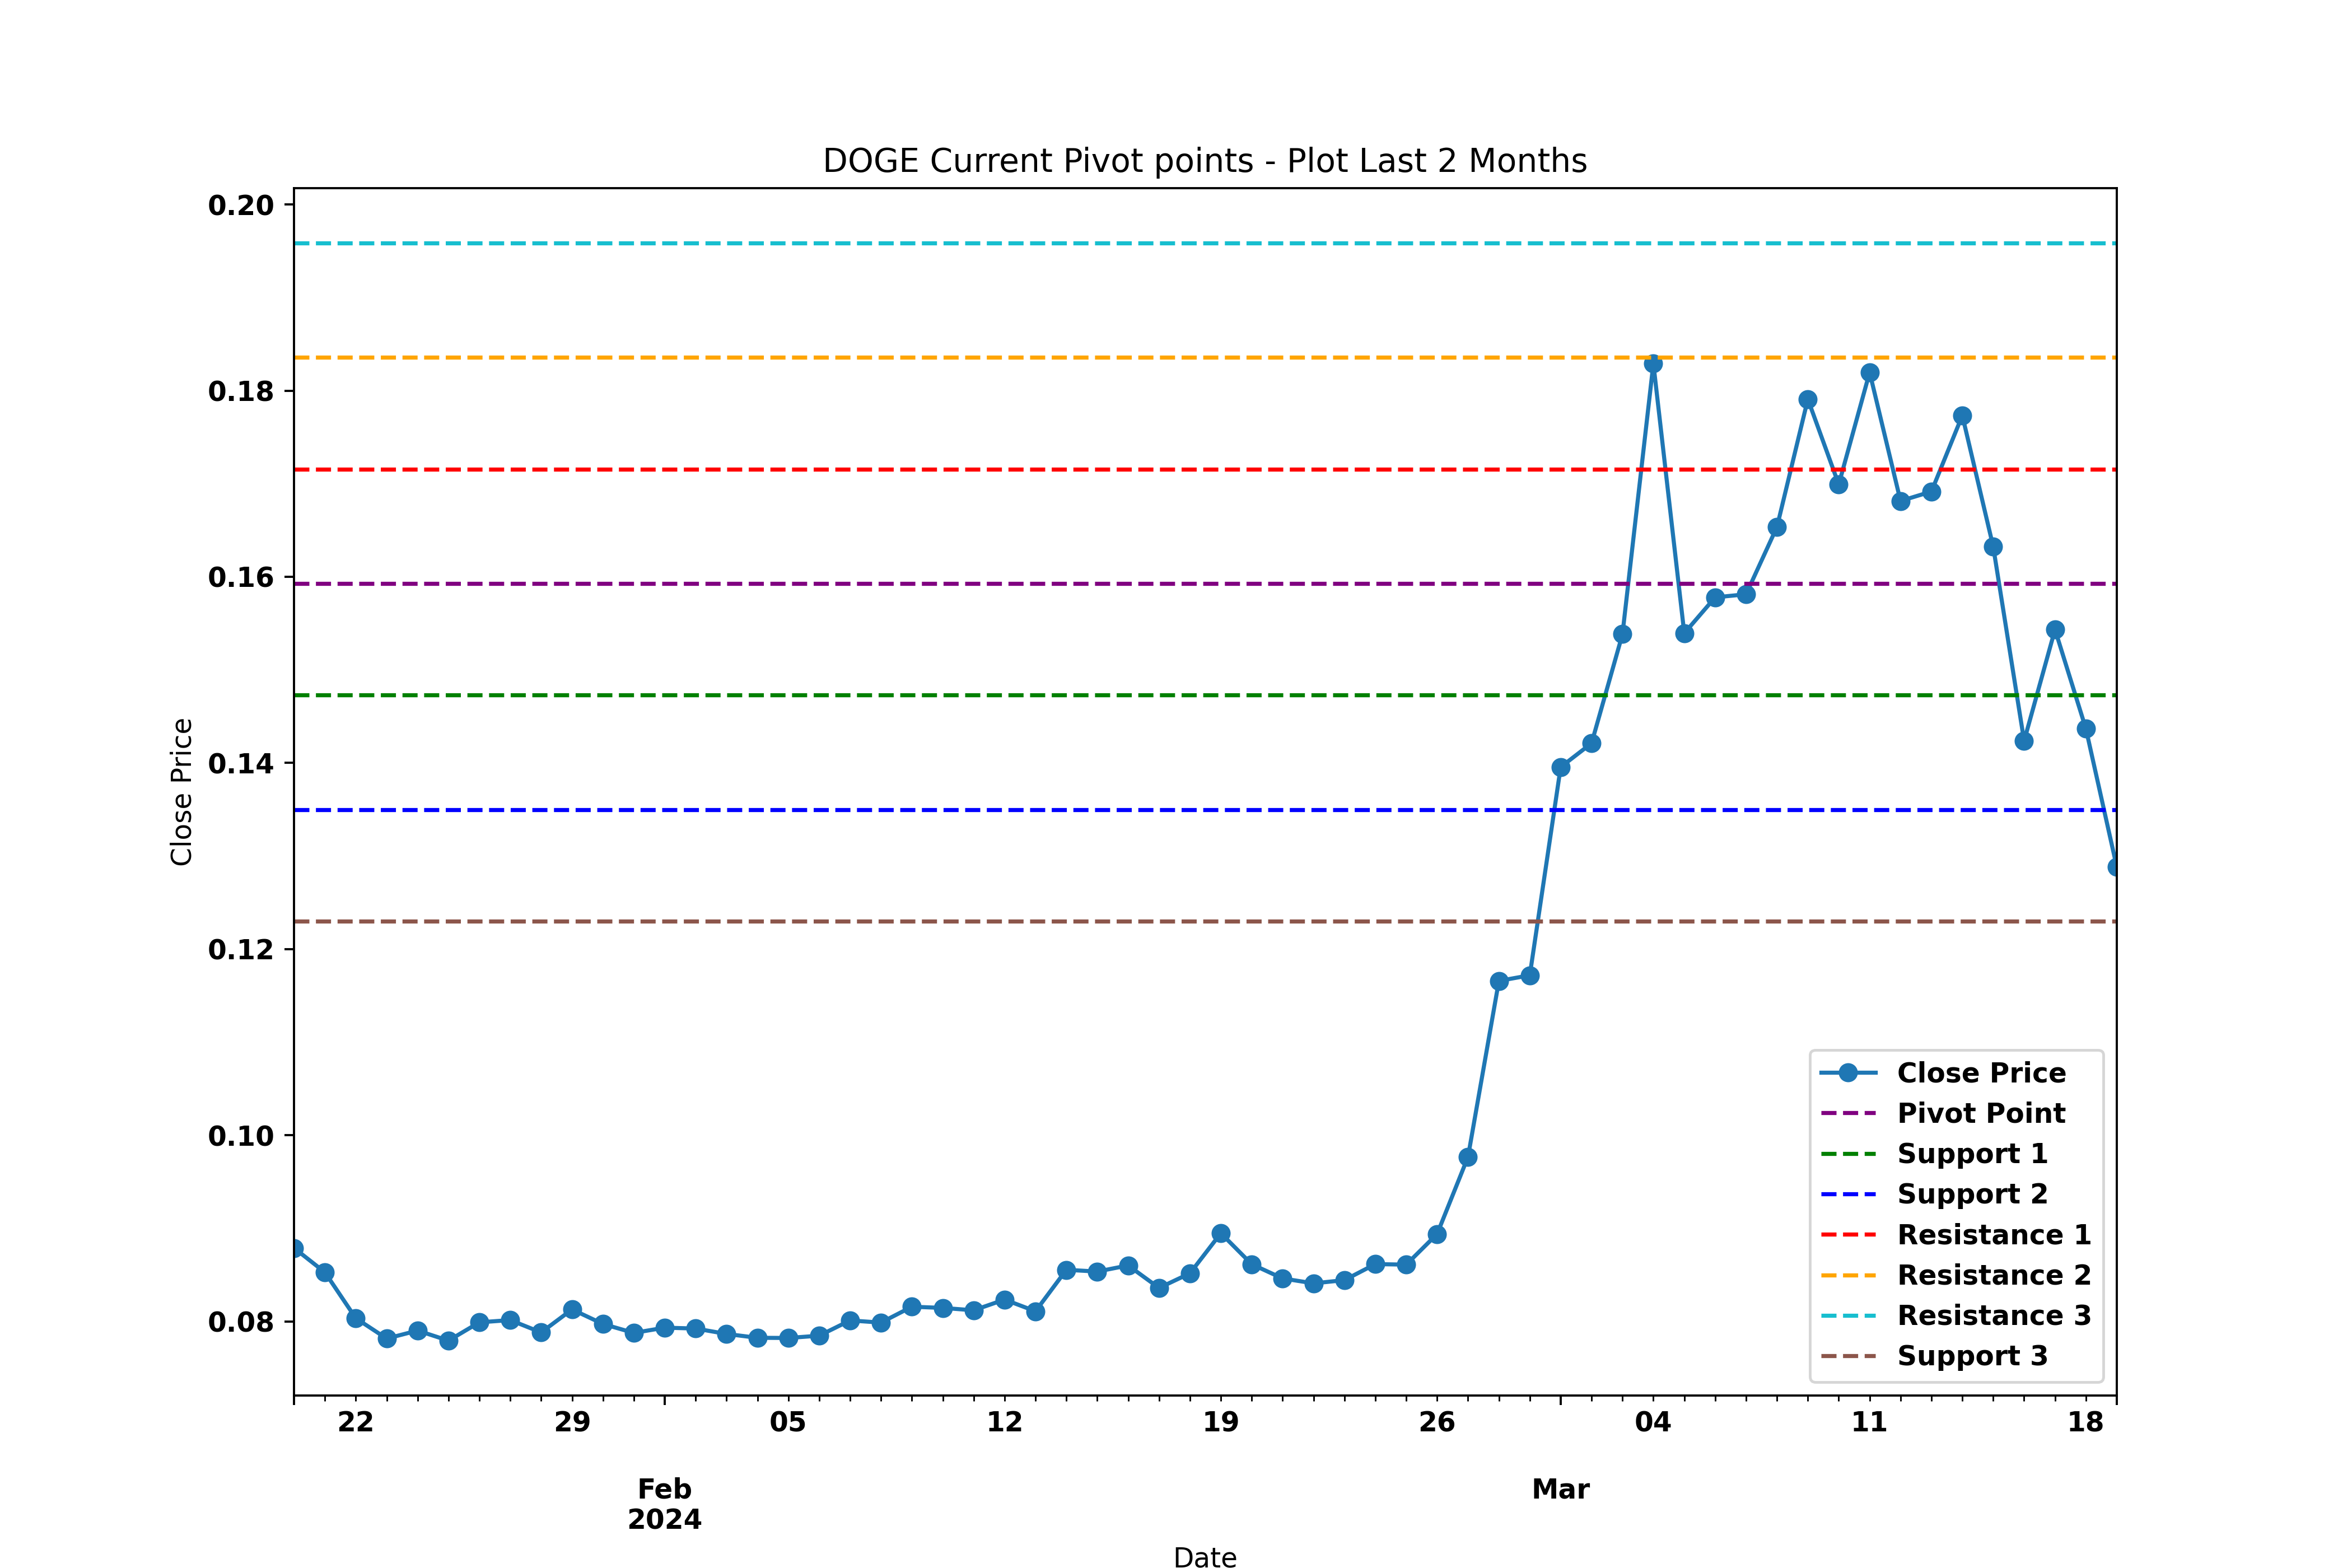 DOGE Current Pivot points - Plot Last 2 Months
0.20
0.18
0.16
0.14
0.12
0.10
0.08
Close Price
Close Price
Pivot Point
Support 1
Support 2
Resistance 1
Resistance 2
Resistance 3
Support 3
22 29 05 12 19 26 04 11 18
Feb Mar
2024
Date